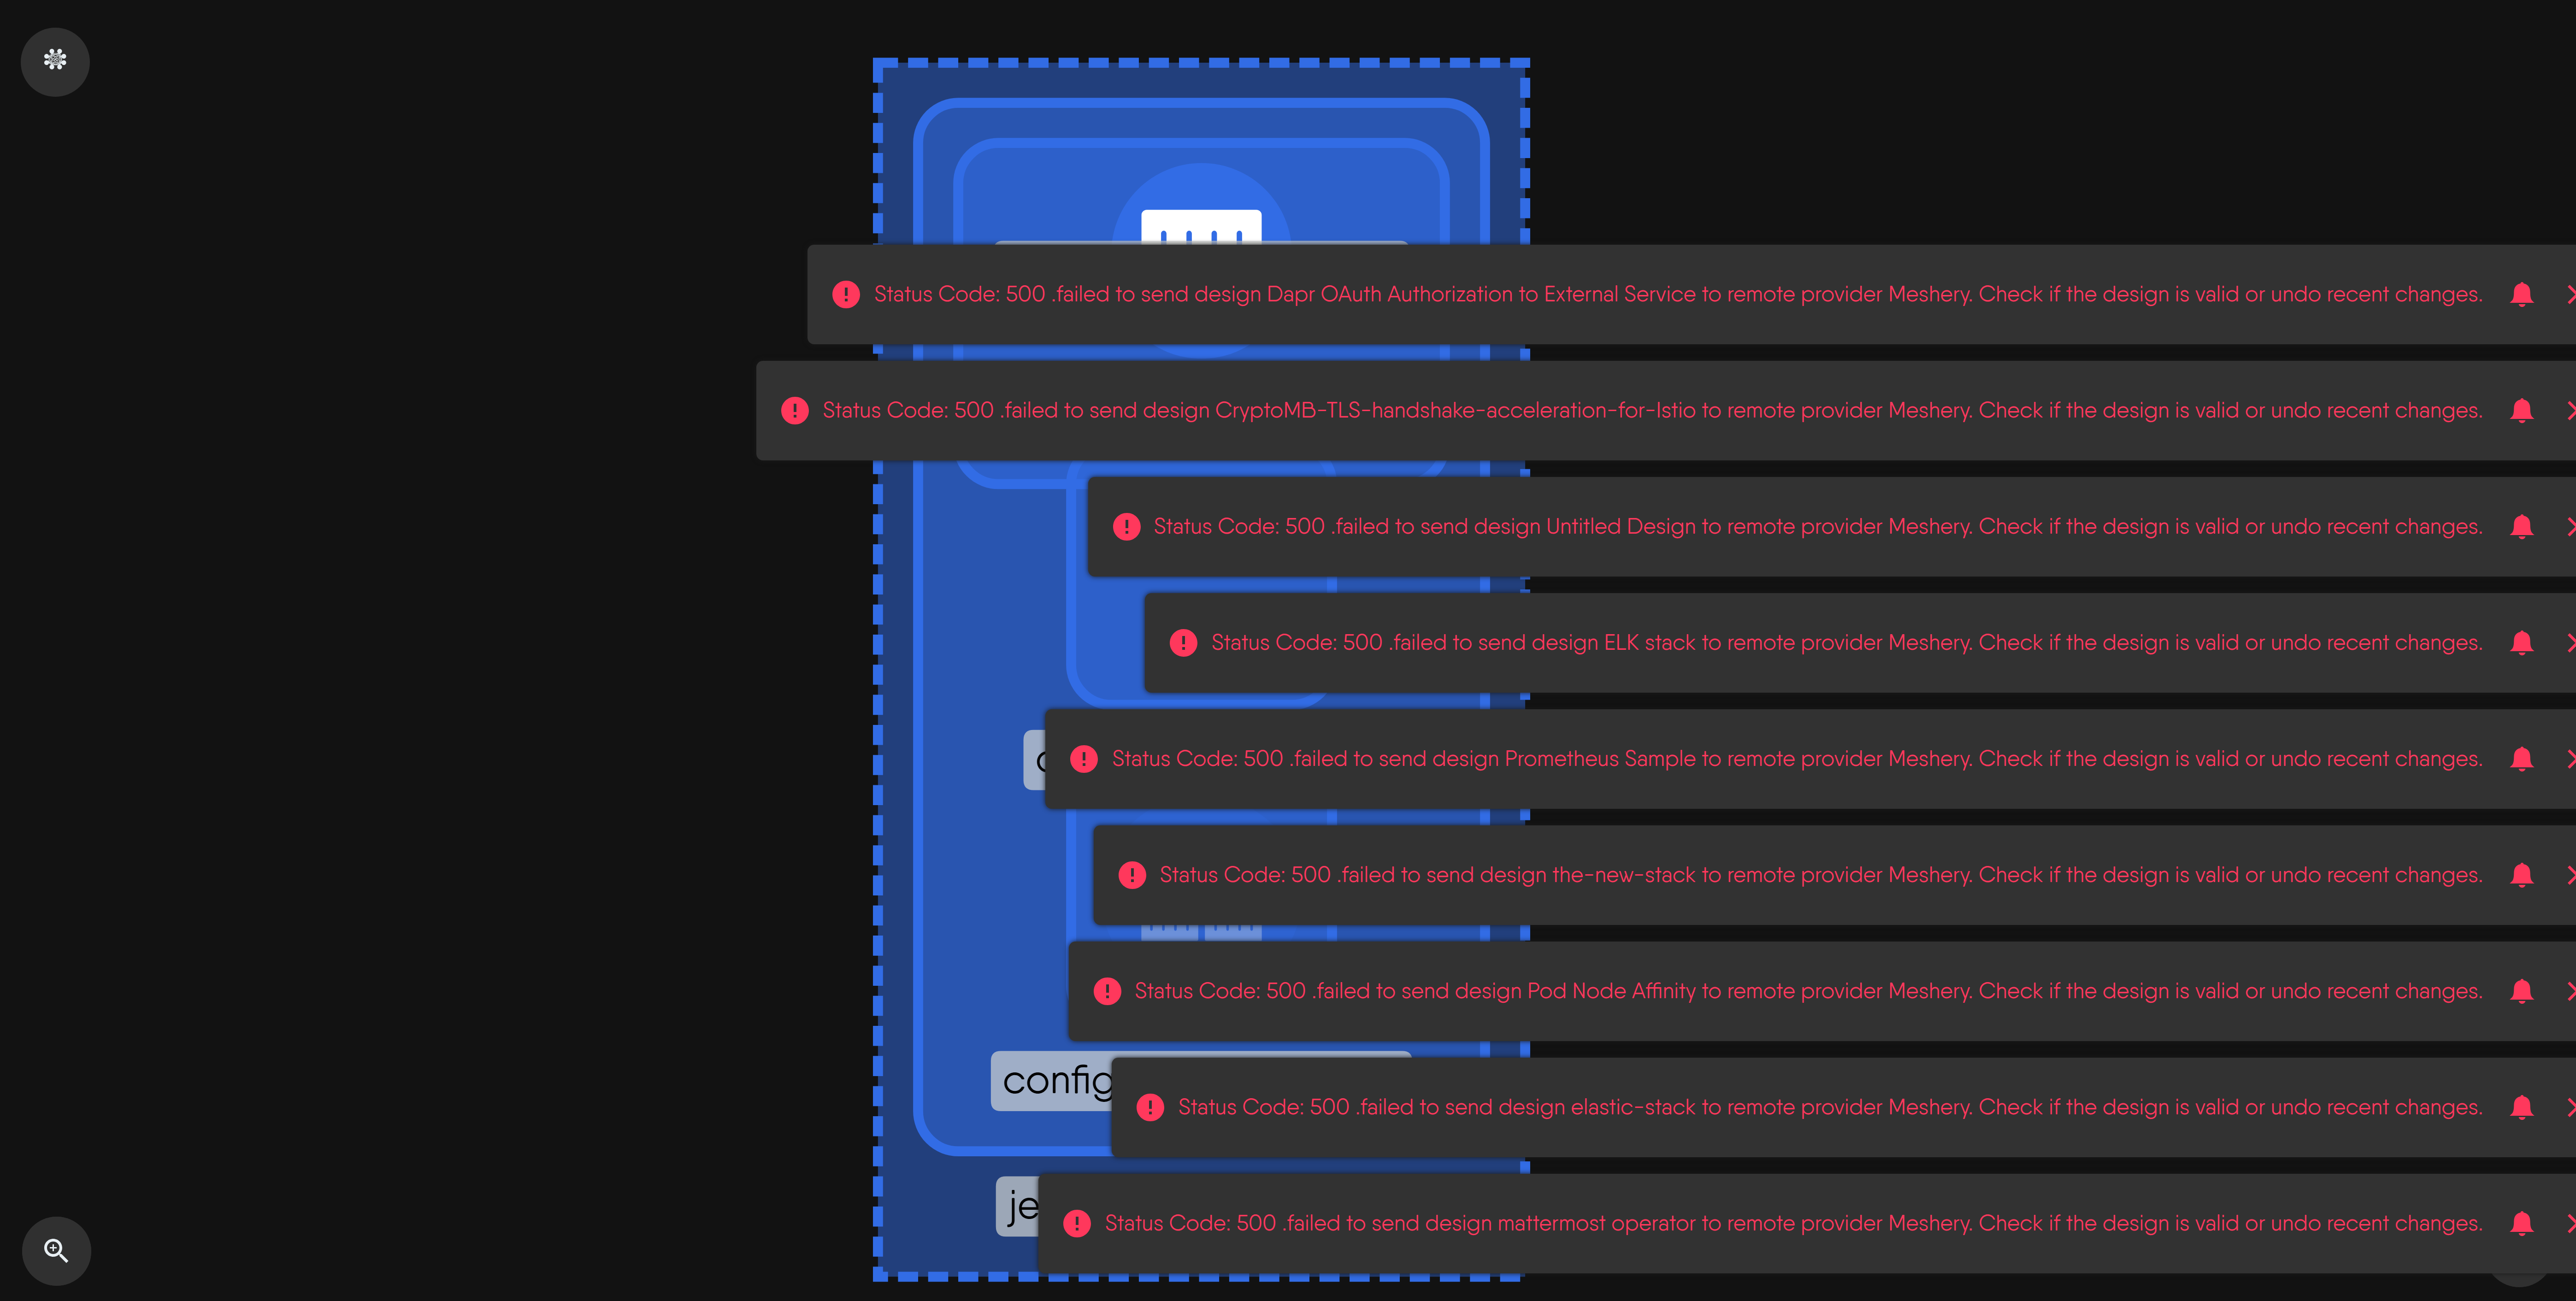 Status Code: 500 .failed to send design Dapr OAuth Authorization to External Service to remote provider Meshery. Check if the design is valid or undo recent changes.
Status Code: 500 .failed to send design CryptoMB-TLS-handshake-acceleration-for-Istio to remote provider Meshery. Check if the design is valid or undo recent changes.
Status Code: 500 .failed to send design Untitled Design to remote provider Meshery. Check if the design is valid or undo recent changes.
Status Code: 500 .failed to send design ELK stack to remote provider Meshery. Check if the design is valid or undo recent changes.
Status Code: 500 .failed to send design Prometheus Sample to remote provider Meshery. Check if the design is valid or undo recent changes.
Status Code: 500 .failed to send design the-new-stack to remote provider Meshery. Check if the design is valid or undo recent changes.
Status Code: 500 .failed to send design Pod Node Affinity to remote provider Meshery. Check if the design is valid or undo recent changes.
config
Status Code: 500 .failed to send design elastic-stack to remote provider Meshery. Check if the design is valid or undo recent changes.
je
Status Code: 500 .failed to send design mattermost operator to remote provider Meshery. Check if the design is valid or undo recent changes.